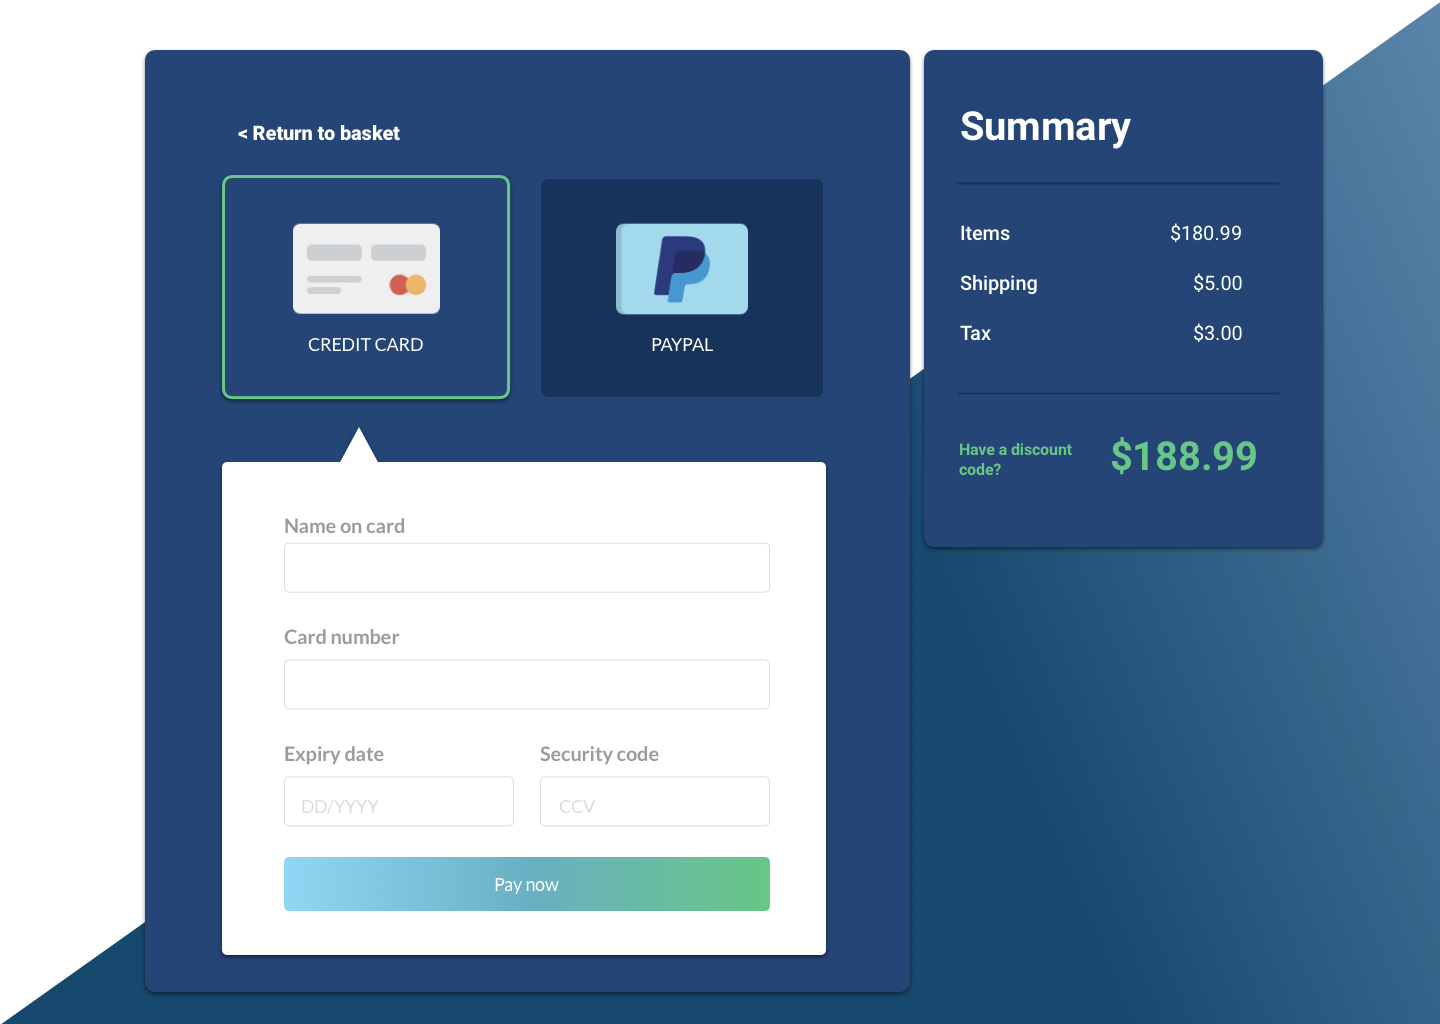 < Return to basket
CREDIT CARD
PAYPAL
Name on card
Card number
Expiry date
Security code
DD/YYYY
CCV
Pay now
Summary
Items $180.99
Shipping $5.00
Tax $3.00
Have a discount
code?
$188.99